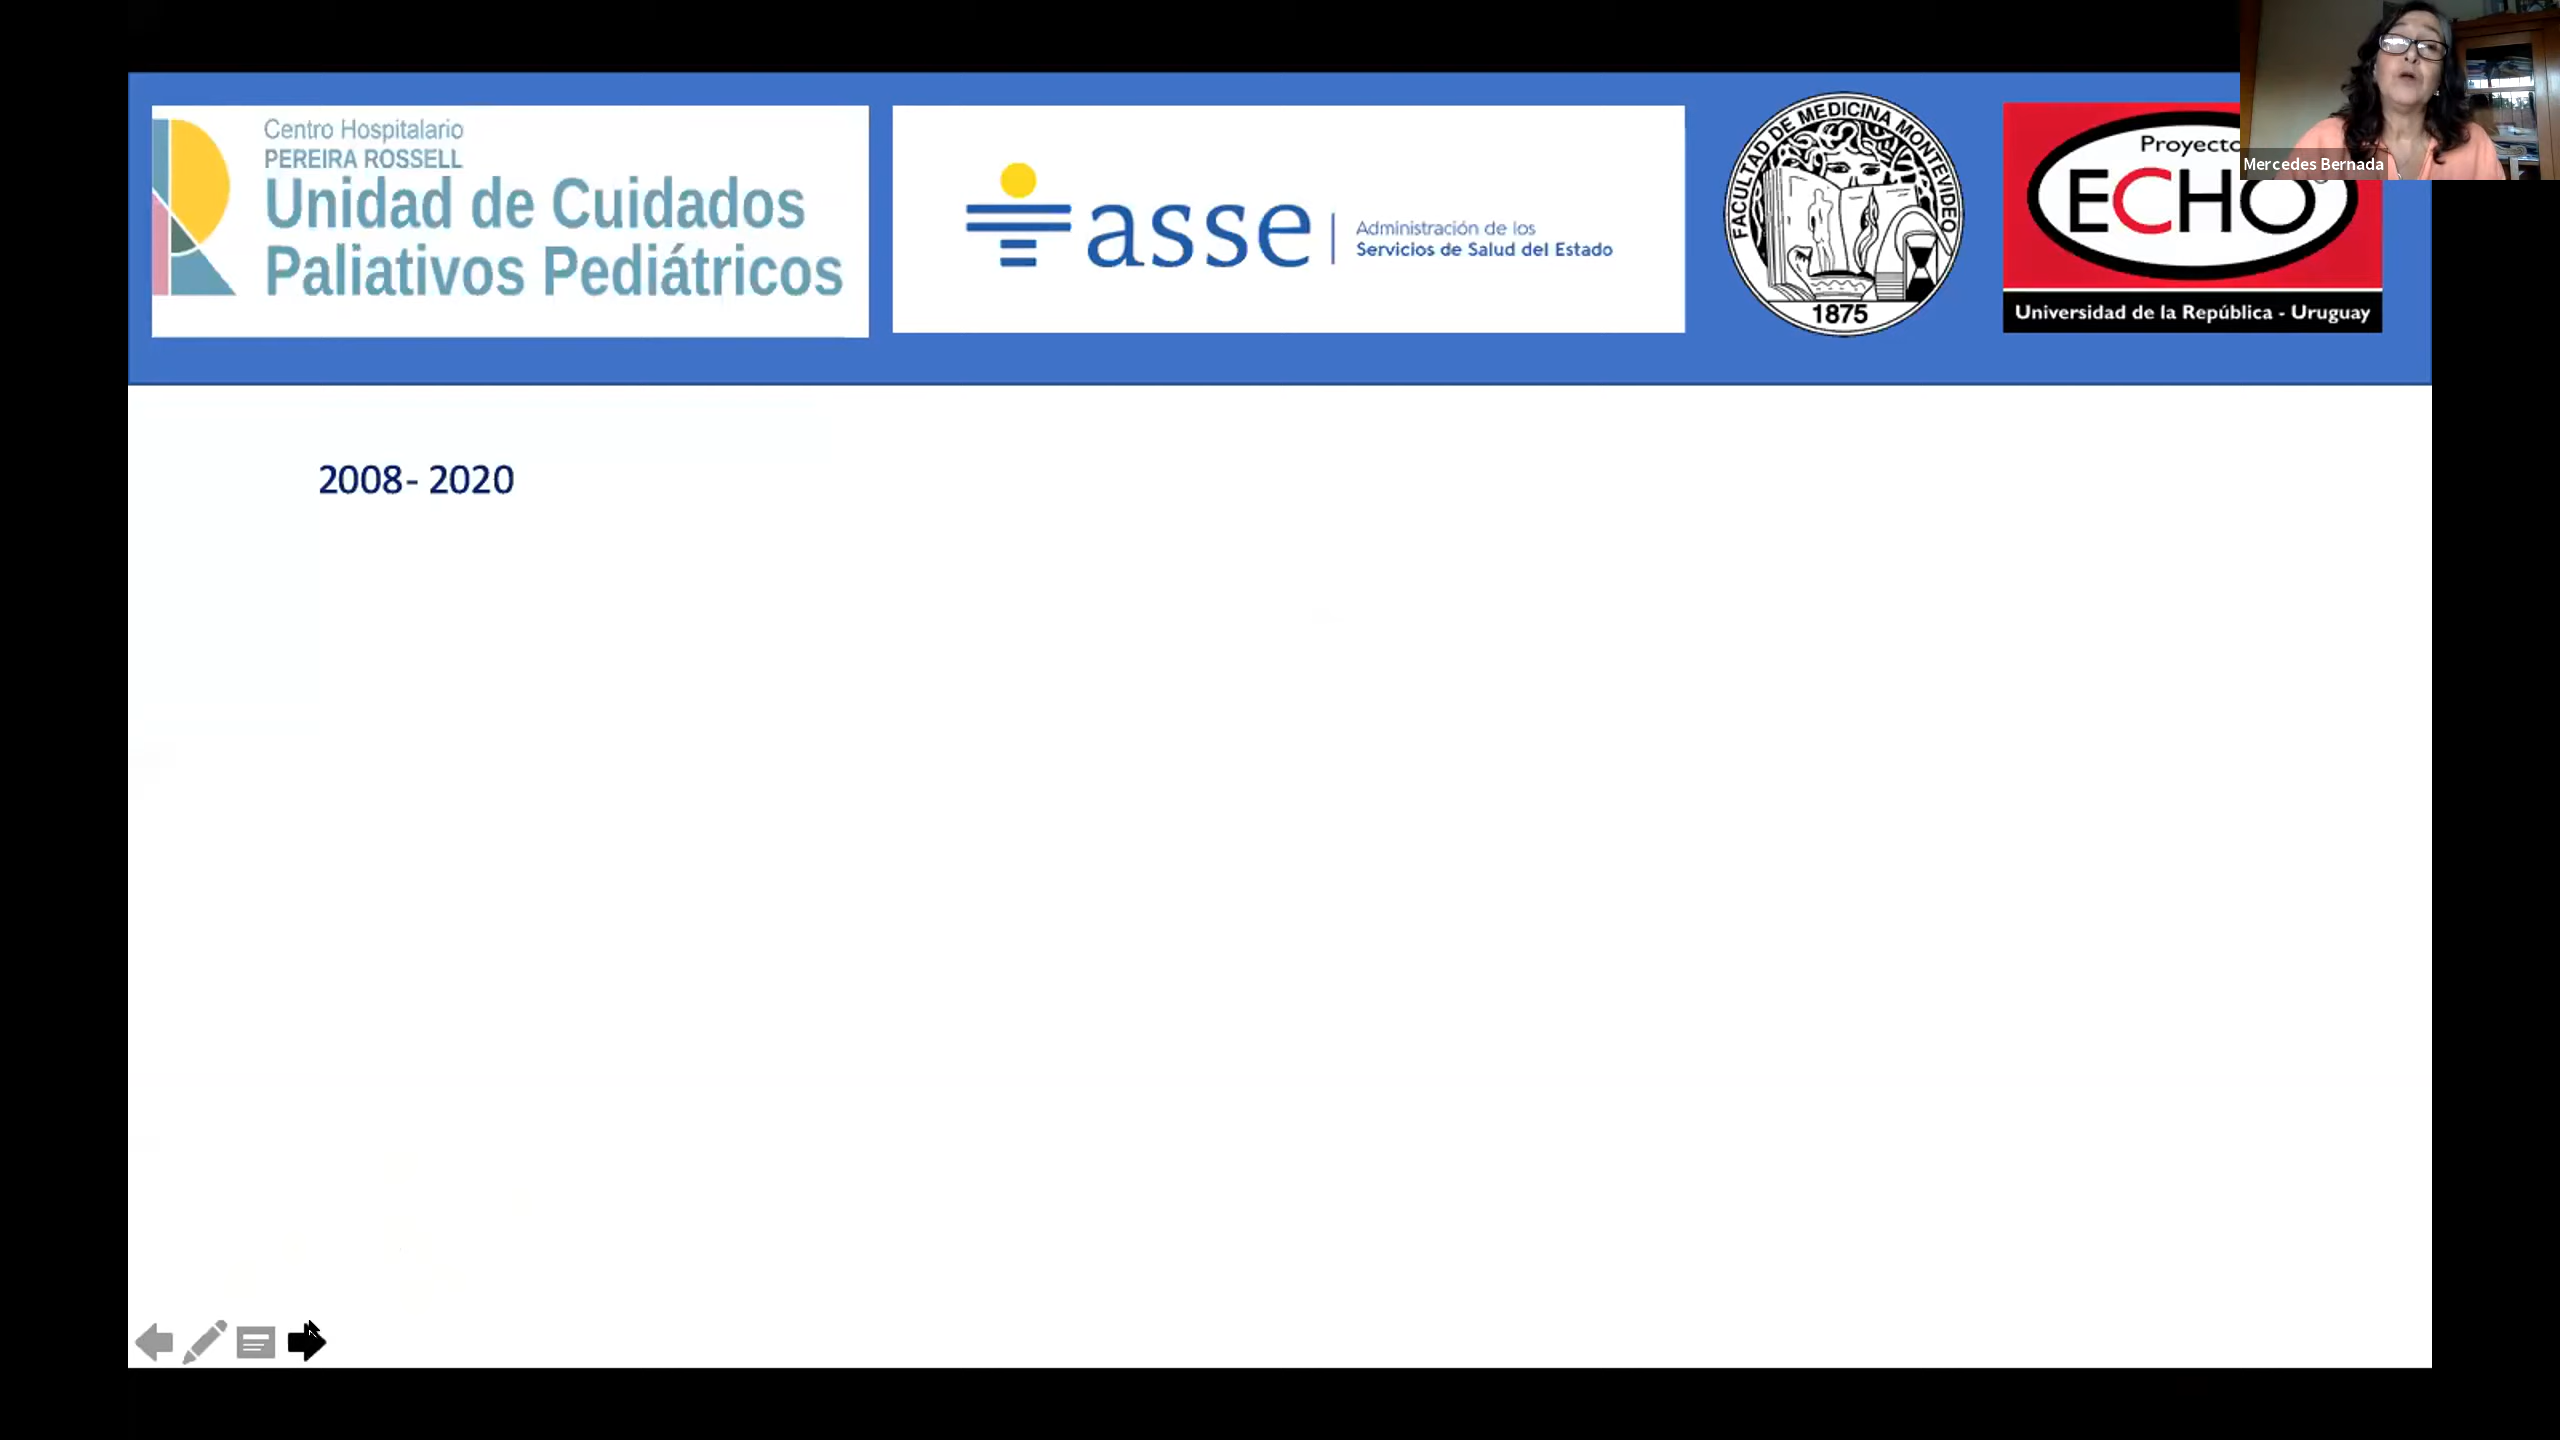 Centro Hospitalario
PEREIRA ROSSELL
Unidad de Cuidados
Paliativos Pediátricos
asse
Administración de los
Servicios de Salud del Estado
FACULTAD DE MEDICINA MONTEVIDEO
1875
Proyecto
ECHO
Universidad de la República - Uruguay
Mercedes Bernada
2008- 2020